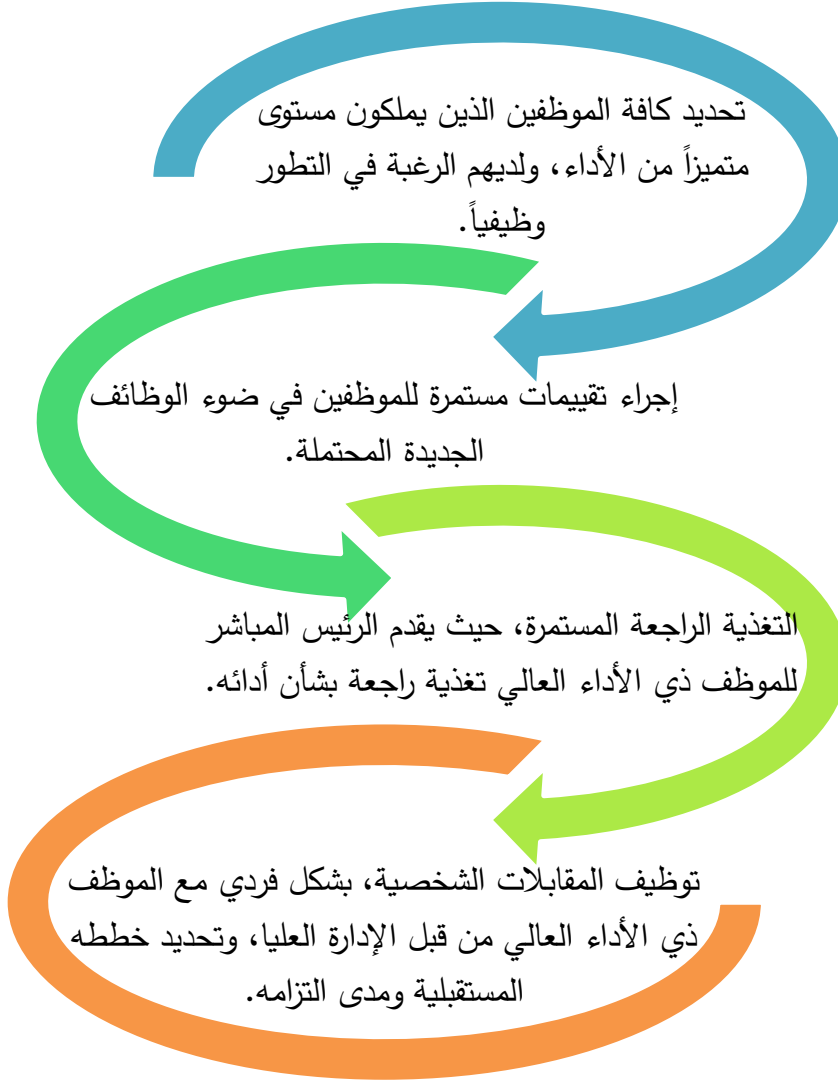 تحديد كافة الموظفين الذين يملكون مستوى
متميزاً من الأداء، ولديهم الرغبة في التطور
وظيفياً.
إجراء تقييمات مستمرة للموظفين في ضوء الوظائف
الجديدة المحتملة.
التغذية الراجعة المستمرة، حيث يقدم الرئيس المباشر
للموظف ذي الأداء العالي تغذية راجعة بشأن أدائه.
توظيف المقابلات الشخصية، بشكل فردي مع الموظف
ذي الأداء العالي من قبل الإدارة العليا، وتحديد خططه
المستقبلية ومدى التزامه.